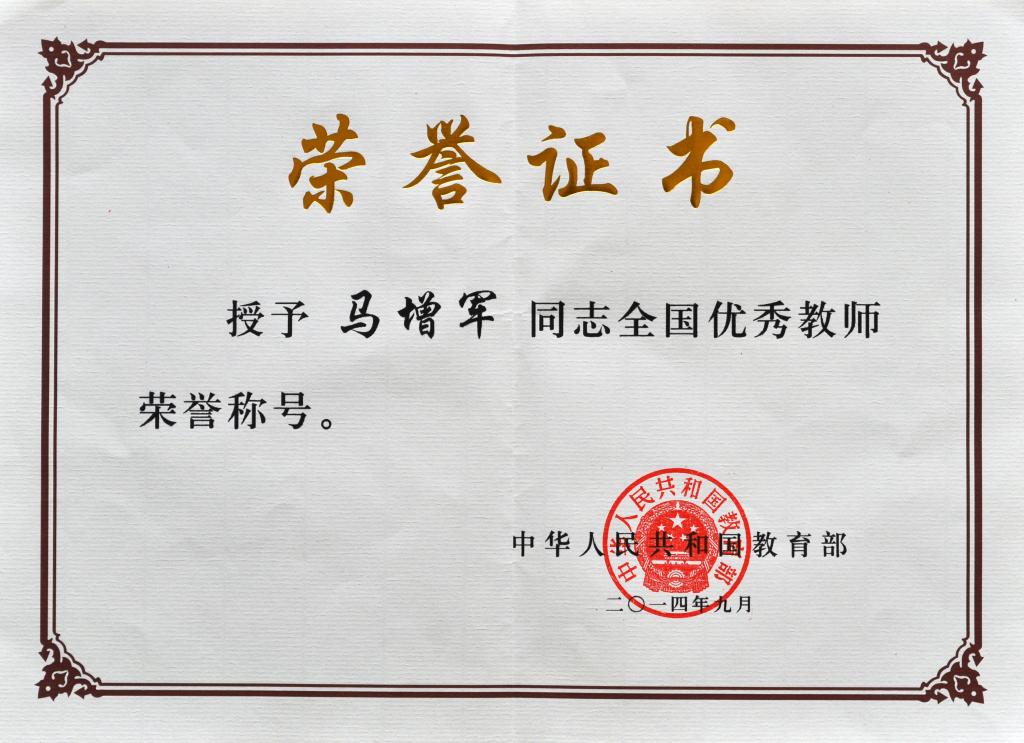 荣誉证书
授予 马增军 同志全国优秀教师
荣誉称号。
中华人民共和国教育部
中华人民共和国教育部
二〇一四年九月